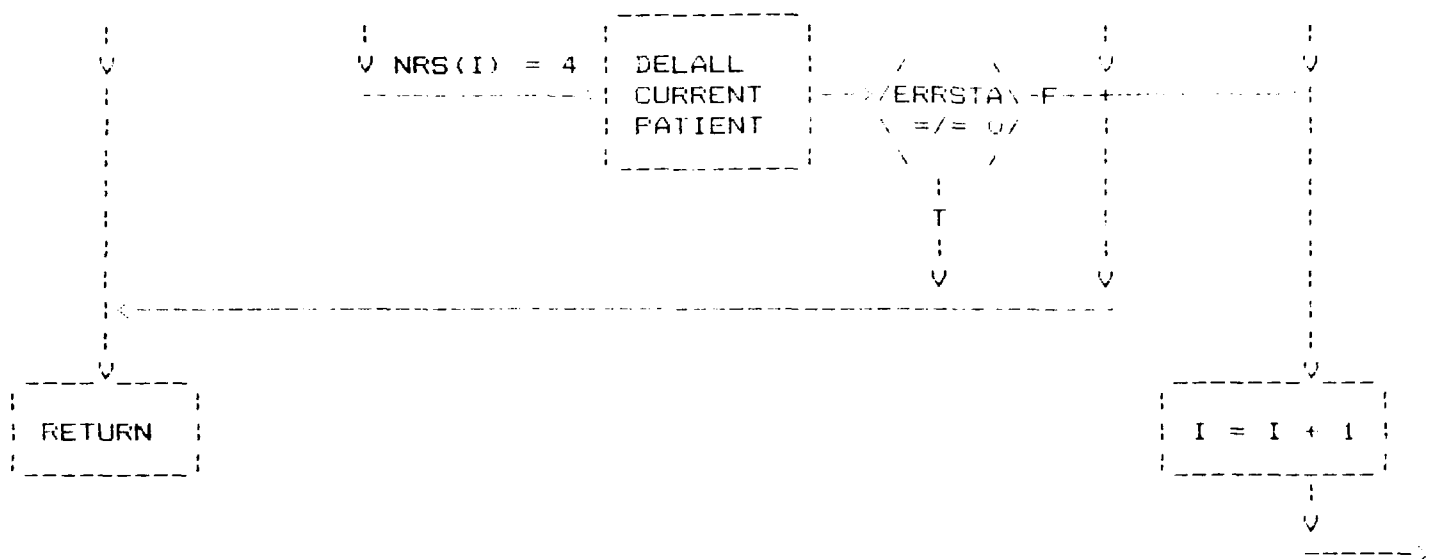 NRS(I) = 4
DELALL
CURRENT
PATIENT
ERRSTA
=/= 0
F
T
RETURN
I = I + 1